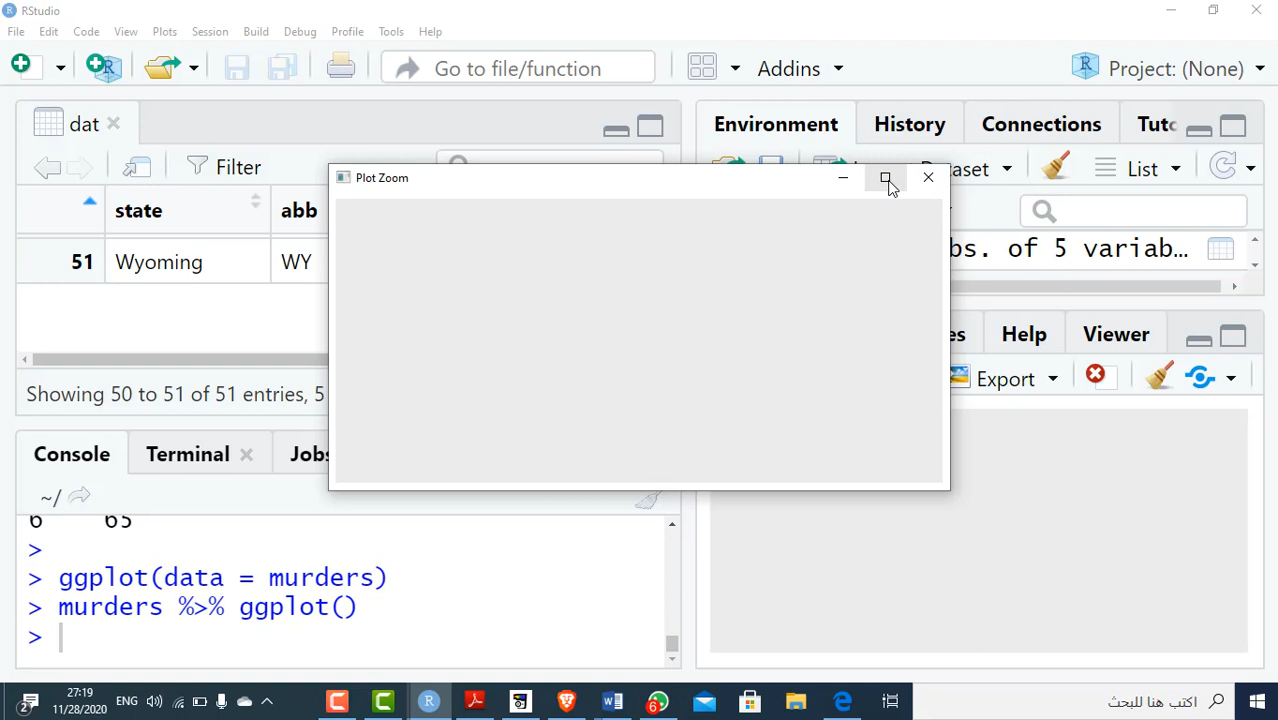 RStudio
File Edit Code View Plots Session Build Debug Profile Tools Help
Go to file/function
Addins
Project: (None)
dat
Filter
state abb
51 Wyoming WY
Showing 50 to 51 of 51 entries, 5
Environment History Connections Tuto
List
bs. of 5 variab…
Plot Zoom
Help Viewer
Export
Console Terminal Jobs
~/
6 65
>
> ggplot(data = murders)
> murders %>% ggplot()
>
2
27:19
11/28/2020
ENG
6
اكتب هنا للبحث